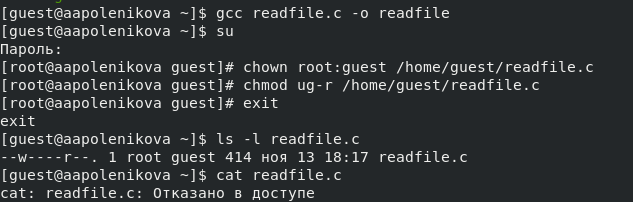 [guest@aapolenikova ~]$ gcc readfile.c -o readfile
[guest@aapolenikova ~]$ su
Пароль:
[root@aapolenikova guest]# chown root:guest /home/guest/readfile.c
[root@aapolenikova guest]# chmod ug-r /home/guest/readfile.c
[root@aapolenikova guest]# exit
exit
[guest@aapolenikova ~]$ ls -l readfile.c
--w----r--. 1 root guest 414 ноя 13 18:17 readfile.c
[guest@aapolenikova ~]$ cat readfile.c
cat: readfile.c: Отказано в доступе